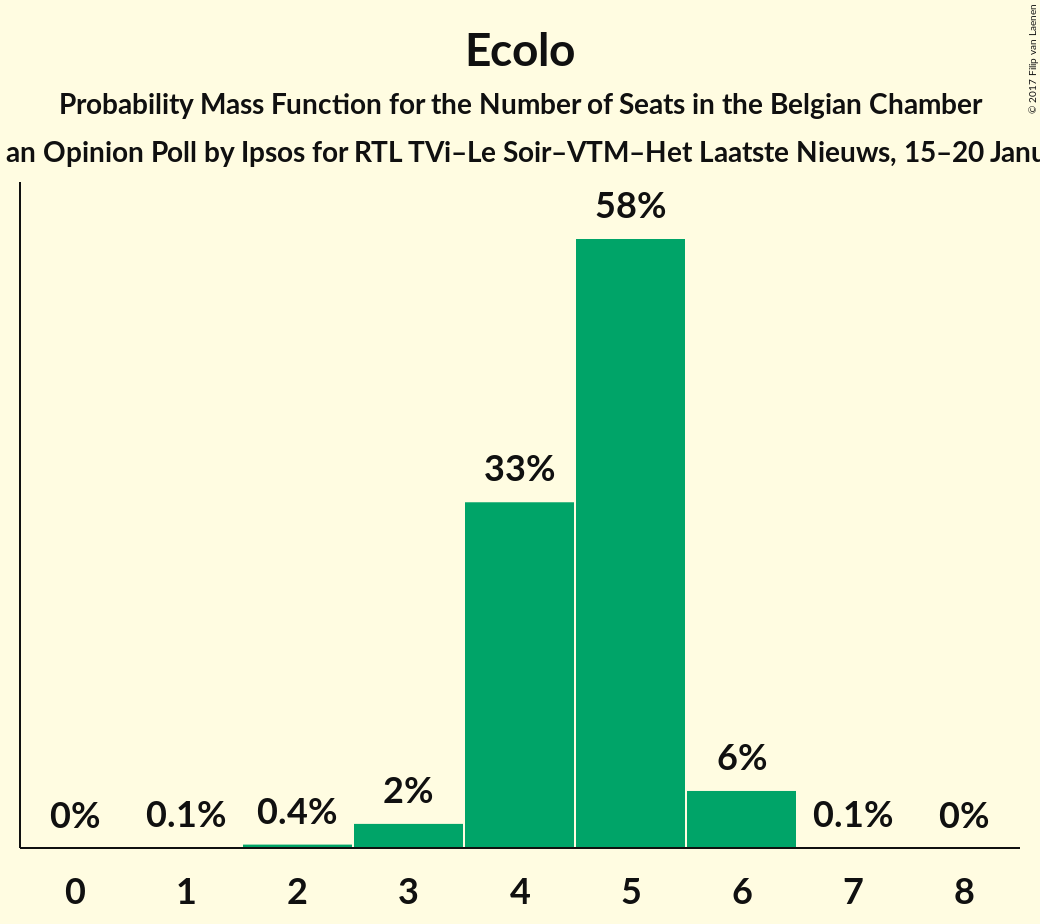 Ecolo
Probability Mass Function for the Number of Seats in the Belgian Chamber
an Opinion Poll by Ipsos for RTL TVi–Le Soir–VTM–Het Laatste Nieuws, 15–20
© 2017 Filip van Laenen
58%
33%
6%
2%
0% 0.1% 0.4% 0.1% 0%
0 1 2 3 4 5 6 7 8